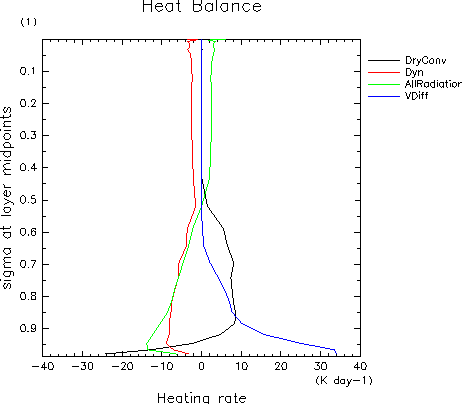 Heat Balance
(1)
DryConv
Dyn
AllRadiation
VDiff
0.1
0.2
0.3
0.4
0.5
0.6
0.7
0.8
0.9
sigma at layer midpoints
-40 -30 -20 -10 0 10 20 30 40
(K day-1)
Heating rate